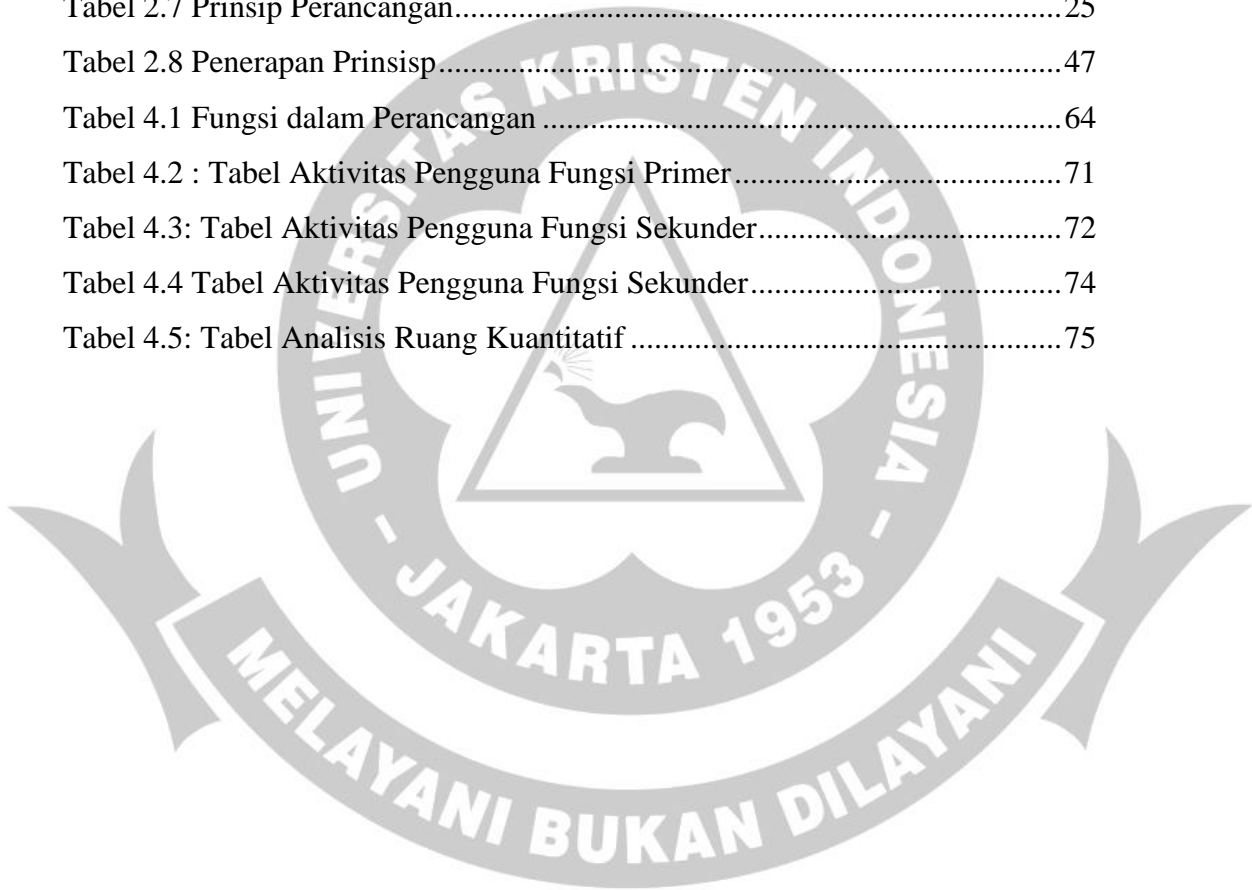 Tabel 2.7 Prinsip Perancangan..............................................................................25
Tabel 2.8 Penerapan Prinsisp...............................................................................47
Tabel 4.1 Fungsi dalam Perancangan ..................................................................64
Tabel 4.2 : Tabel Aktivitas Pengguna Fungsi Primer.........................................71
Tabel 4.3: Tabel Aktivitas Pengguna Fungsi Sekunder......................................72
Tabel 4.4 Tabel Aktivitas Pengguna Fungsi Sekunder.......................................74
Tabel 4.5: Tabel Analisis Ruang Kuantitatif ......................................................75
UNIVERSITAS KRISTEN INDONESIA
- JAKARTA 1953 -
MELAYANI BUKAN DILAYANI